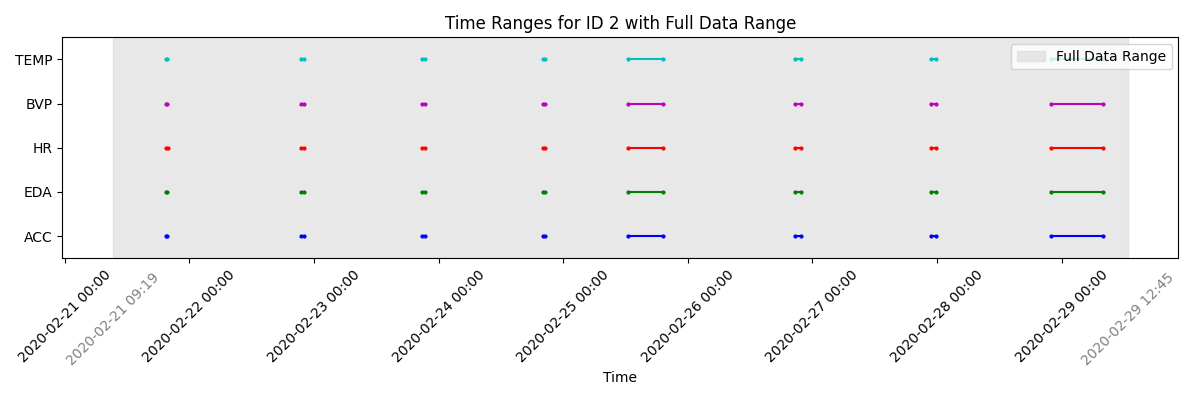 Time Ranges for ID 2 with Full Data Range
Full Data Range
TEMP
BVP
HR
EDA
ACC
2020-02-21 00:00
2020-02-21 09:19
2020-02-22 00:00
2020-02-23 00:00
2020-02-24 00:00
2020-02-25 00:00
2020-02-26 00:00
2020-02-27 00:00
2020-02-28 00:00
2020-02-29 00:00
2020-02-29 12:45
Time